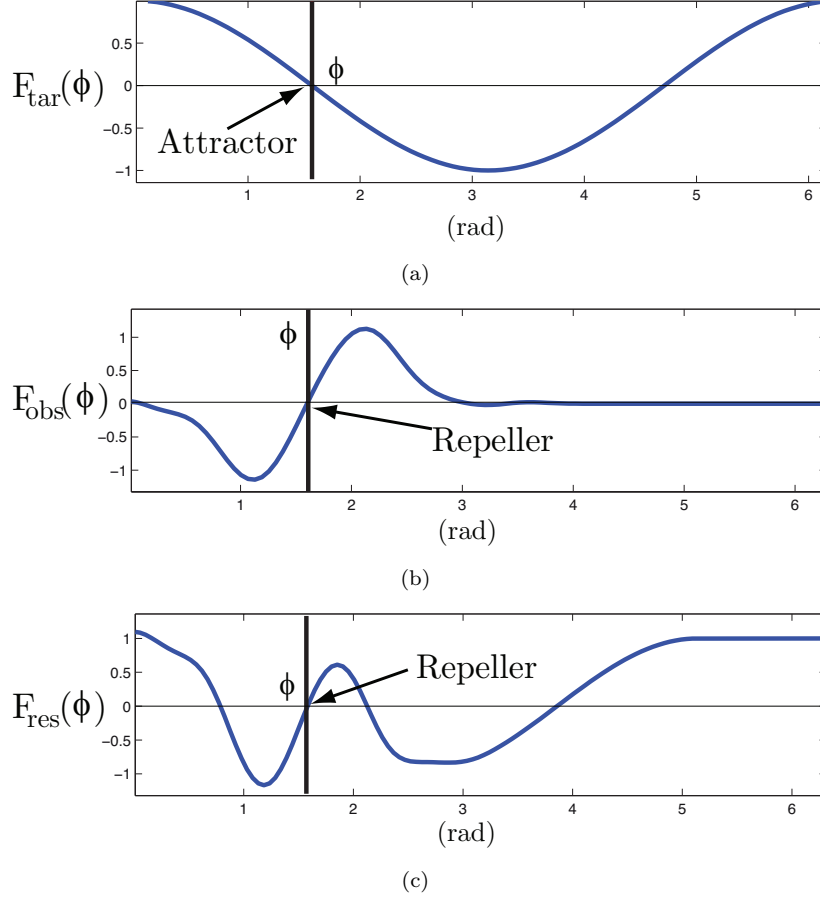 0.5
F_tar(ϕ)
0
ϕ
−0.5
Attractor
−1
1 2 3 4 5 6
(rad)
(a)
1
ϕ
0.5
F_obs(ϕ)
0
−0.5
Repeller
−1
1 2 3 4 5 6
(rad)
(b)
1
Repeller
0.5
ϕ
F_res(ϕ)
0
−0.5
−1
1 2 3 4 5 6
(rad)
(c)